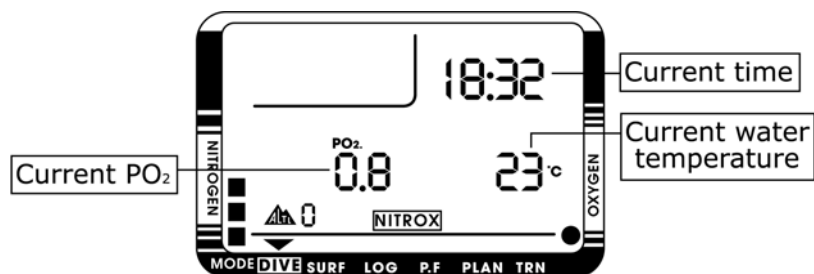 18:32
Current time
PO2.
0.8
23 °C
Current water
temperature
Current PO₂
NITROGEN
OXYGEN
ALTI. 0
NITROX
MODE DIVE SURF LOG P.F PLAN TRN